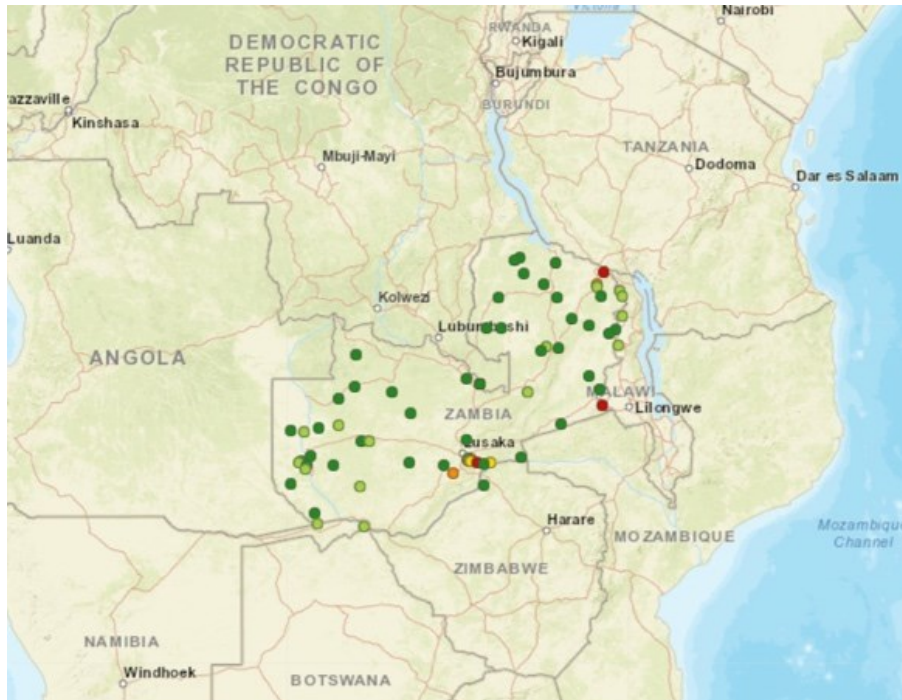 Nairobi
RWANDA
Kigali
DEMOCRATIC
REPUBLIC OF
THE CONGO
Bujumbura
BURUNDI
azzaville
Kinshasa
Mbuji-Mayi
TANZANIA
Dodoma
Dar es Salaam
Luanda
Kolwezi
Lubumbashi
ANGOLA
MALAWI
Lilongwe
ZAMBIA
Lusaka
Harare
MOZAMBIQUE
Mozambique
Channel
ZIMBABWE
NAMIBIA
Windhoek
BOTSWANA